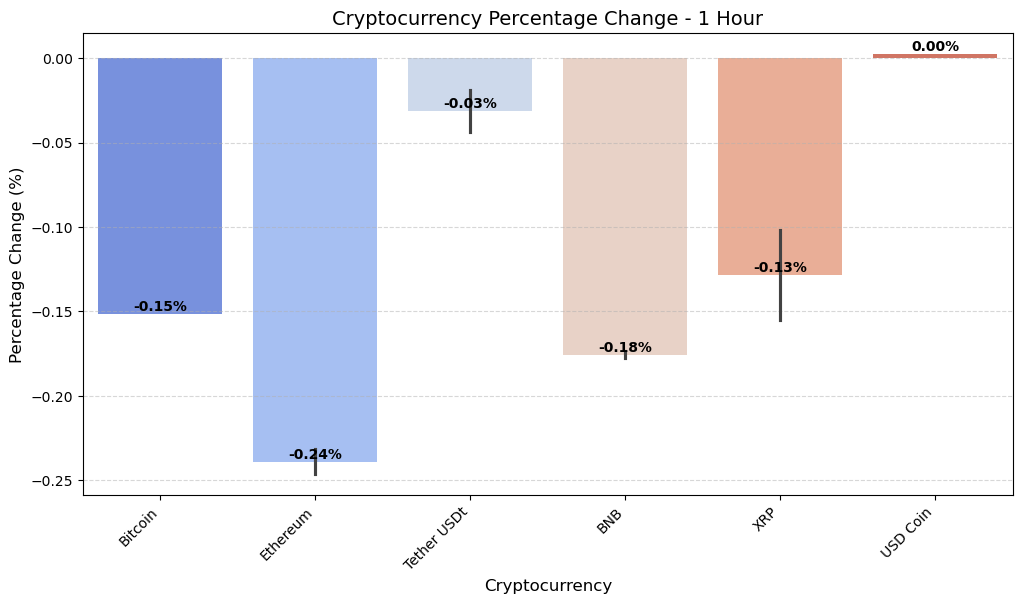 Cryptocurrency Percentage Change - 1 Hour
Percentage Change (%)
0.00
−0.05
−0.10
−0.15
−0.20
−0.25
-0.15%
-0.24%
-0.03%
-0.18%
-0.13%
0.00%
Bitcoin
Ethereum
Tether USDt
BNB
XRP
USD Coin
Cryptocurrency